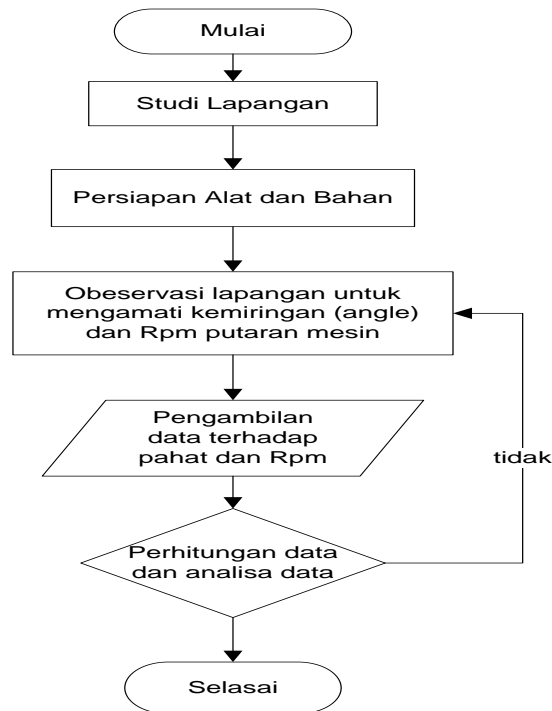 Mulai
Studi Lapangan
Persiapan Alat dan Bahan
Obeservasi lapangan untuk
mengamati kemiringan (angle)
dan Rpm putaran mesin
Pengambilan
data terhadap
pahat dan Rpm
tidak
Perhitungan data
dan analisa data
Selasai